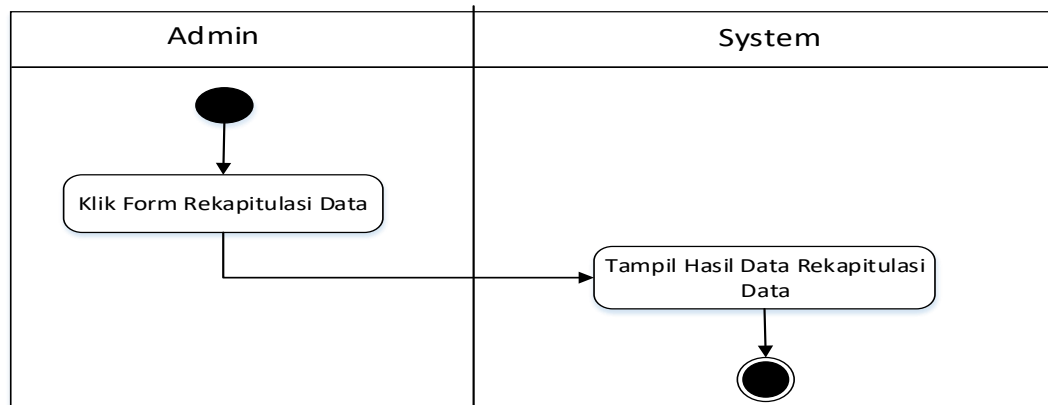 Admin
System
Klik Form Rekapitulasi Data
Tampil Hasil Data Rekapitulasi
Data